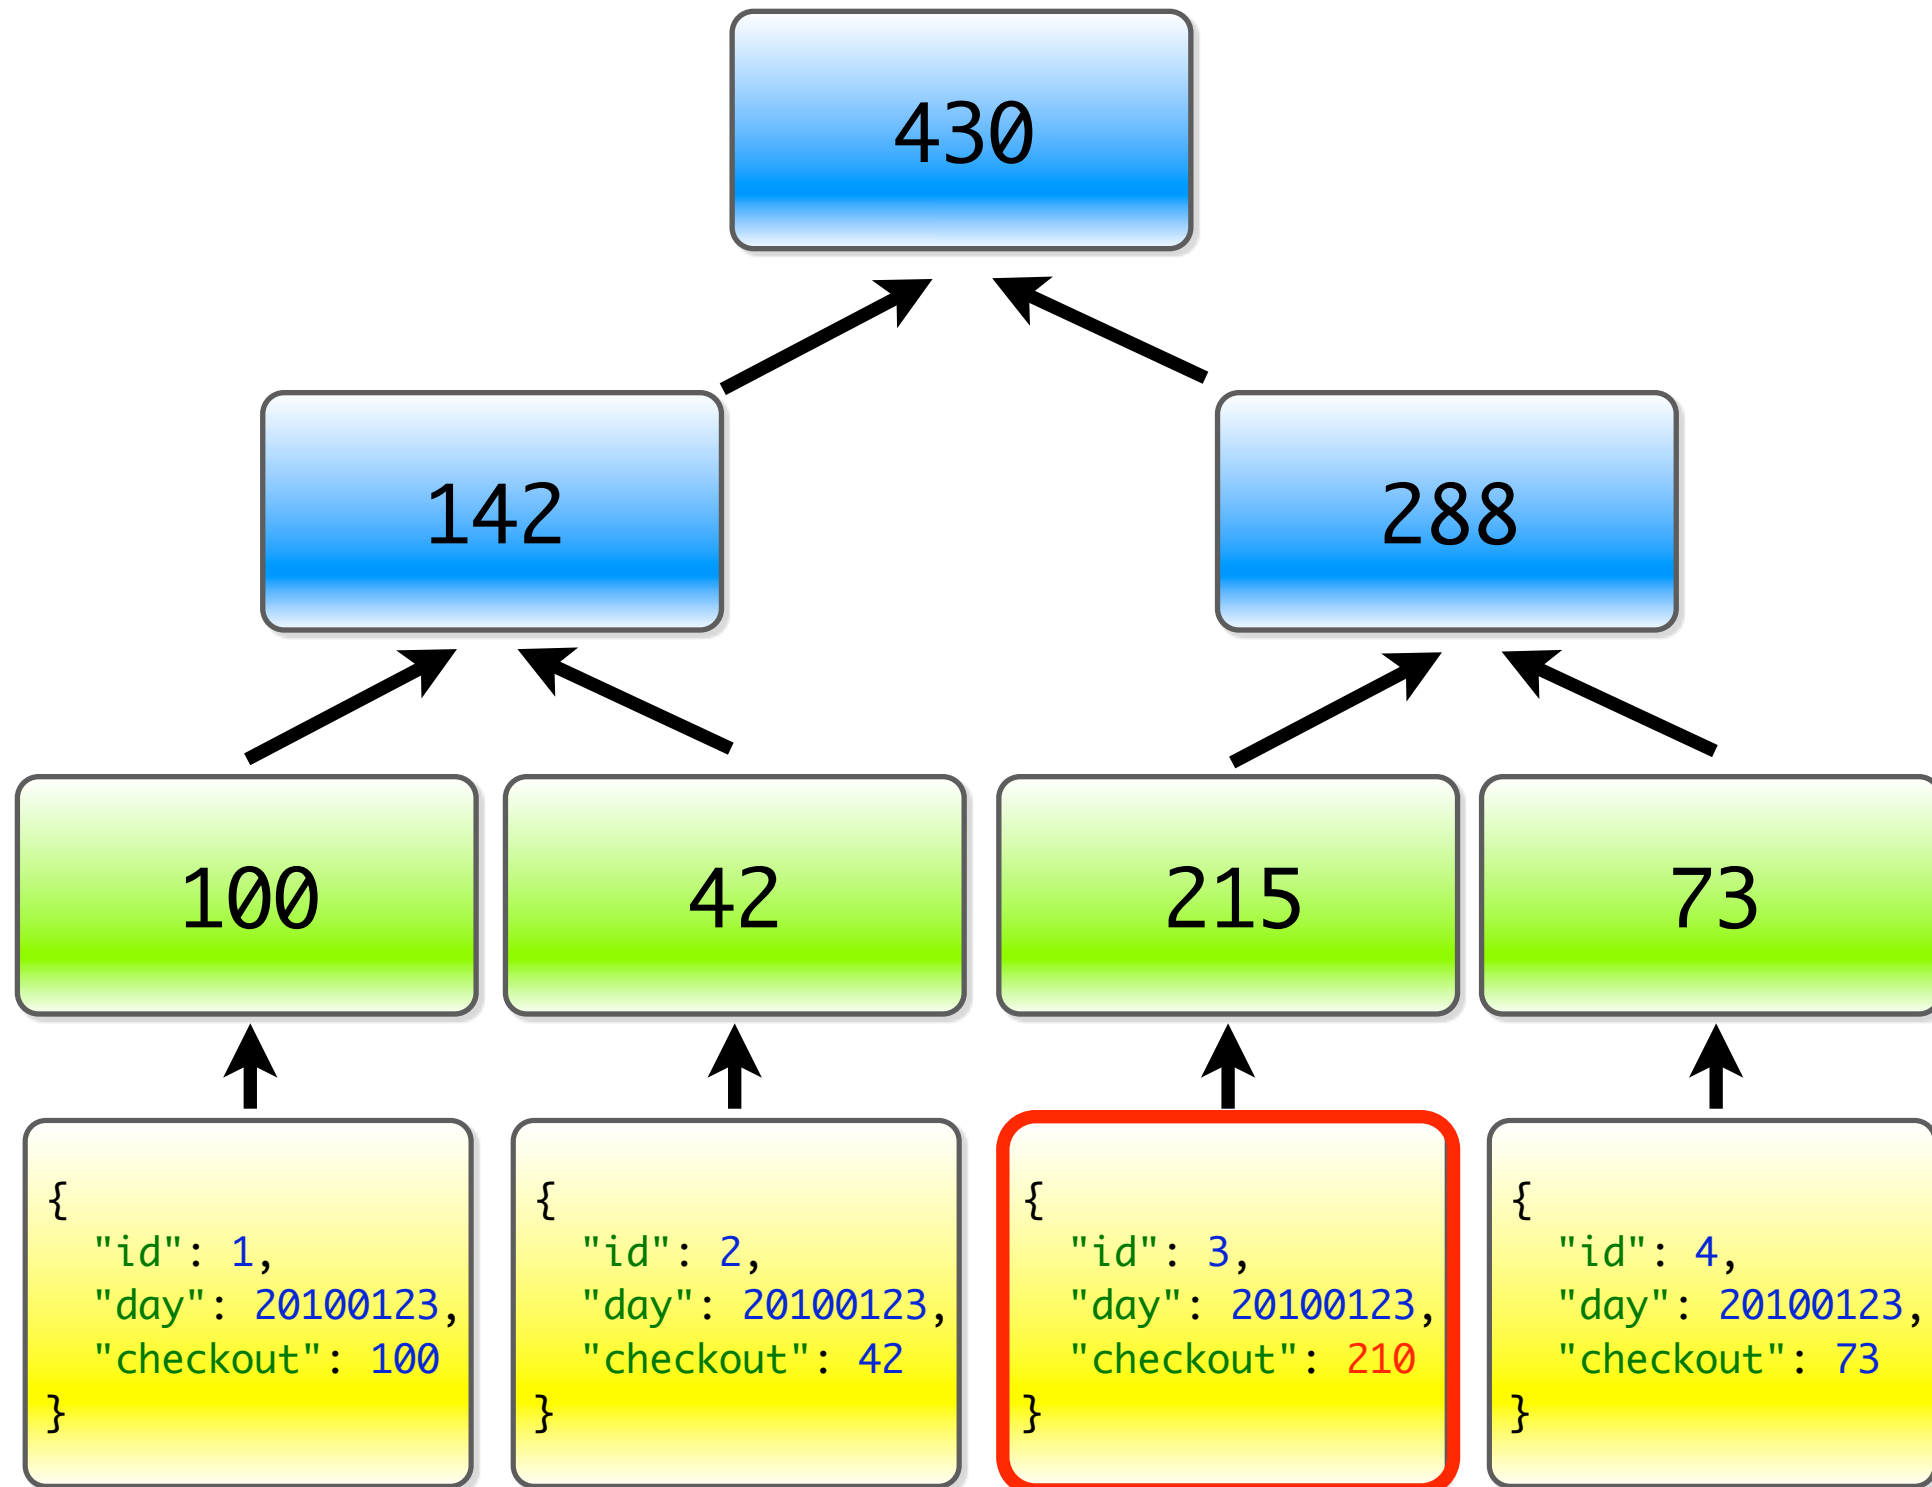 430
142
288
100
42
215
73
{
"id": 1,
"day": 20100123,
"checkout": 100
}
{
"id": 2,
"day": 20100123,
"checkout": 42
}
{
"id": 3,
"day": 20100123,
"checkout": 210
}
{
"id": 4,
"day": 20100123,
"checkout": 73
}